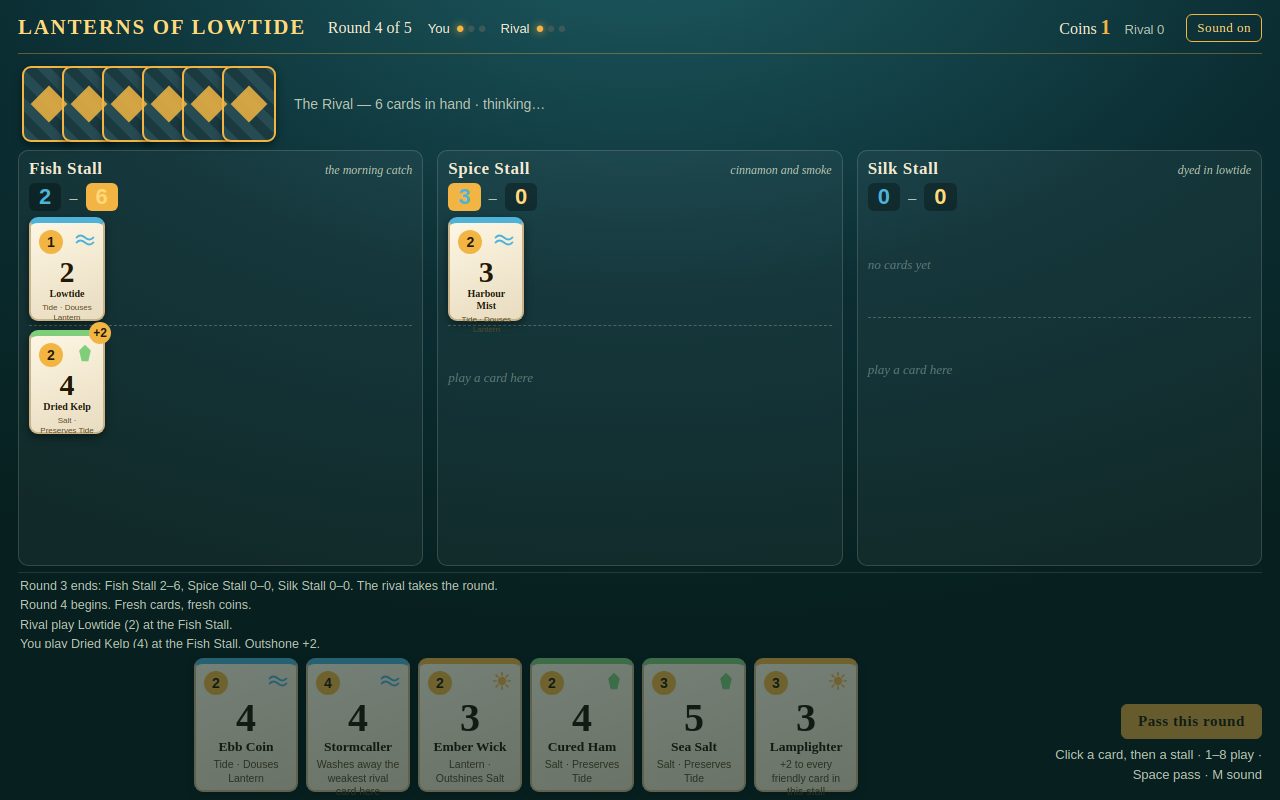 LANTERNS OF LOWTIDE
Round 4 of 5
You
Rival
Coins 1
Rival 0
Sound on
The Rival — 6 cards in hand · thinking…
Fish Stall
the morning catch
2 – 6
1
2
Lowtide
Tide · Douses
Lantern
+2
2
4
Dried Kelp
Salt ·
Preserves Tide
Spice Stall
cinnamon and smoke
3 – 0
2
3
Harbour
Mist
Tide · Douses
Lantern
play a card here
Silk Stall
dyed in lowtide
0 – 0
no cards yet
play a card here
Round 3 ends: Fish Stall 2–6, Spice Stall 0–0, Silk Stall 0–0. The rival takes the round.
Round 4 begins. Fresh cards, fresh coins.
Rival play Lowtide (2) at the Fish Stall.
You play Dried Kelp (4) at the Fish Stall. Outshone +2.
2
4
Ebb Coin
Tide · Douses
Lantern
4
4
Stormcaller
Washes away the
weakest rival
card here
2
3
Ember Wick
Lantern ·
Outshines Salt
2
4
Cured Ham
Salt · Preserves
Tide
3
5
Sea Salt
Salt · Preserves
Tide
3
3
Lamplighter
+2 to every
friendly card in
this stall
Pass this round
Click a card, then a stall · 1–8 play ·
Space pass · M sound